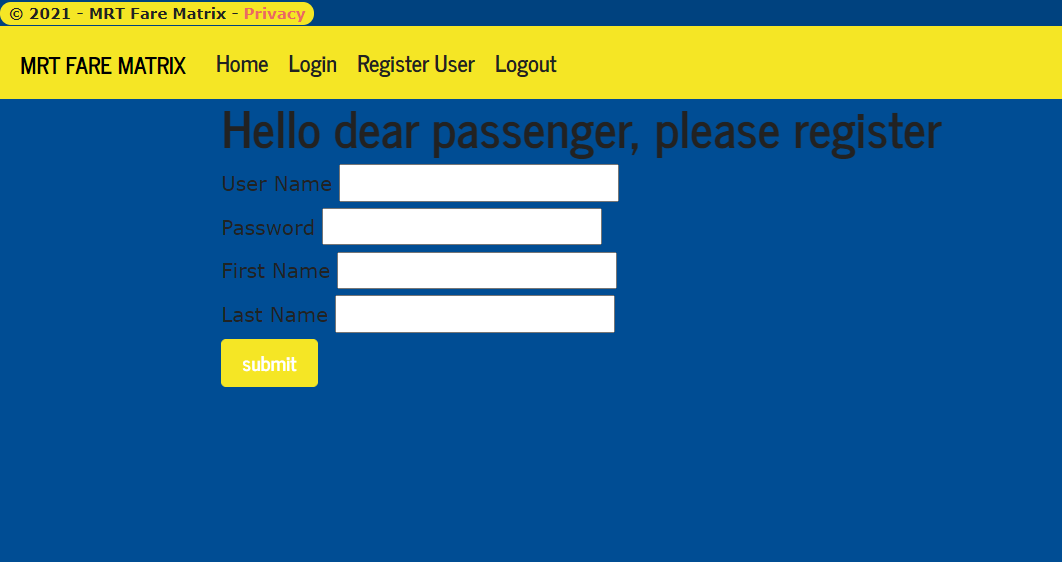 © 2021 - MRT Fare Matrix - Privacy
MRT FARE MATRIX Home Login Register User Logout
Hello dear passenger, please register
User Name
Password
First Name
Last Name
submit